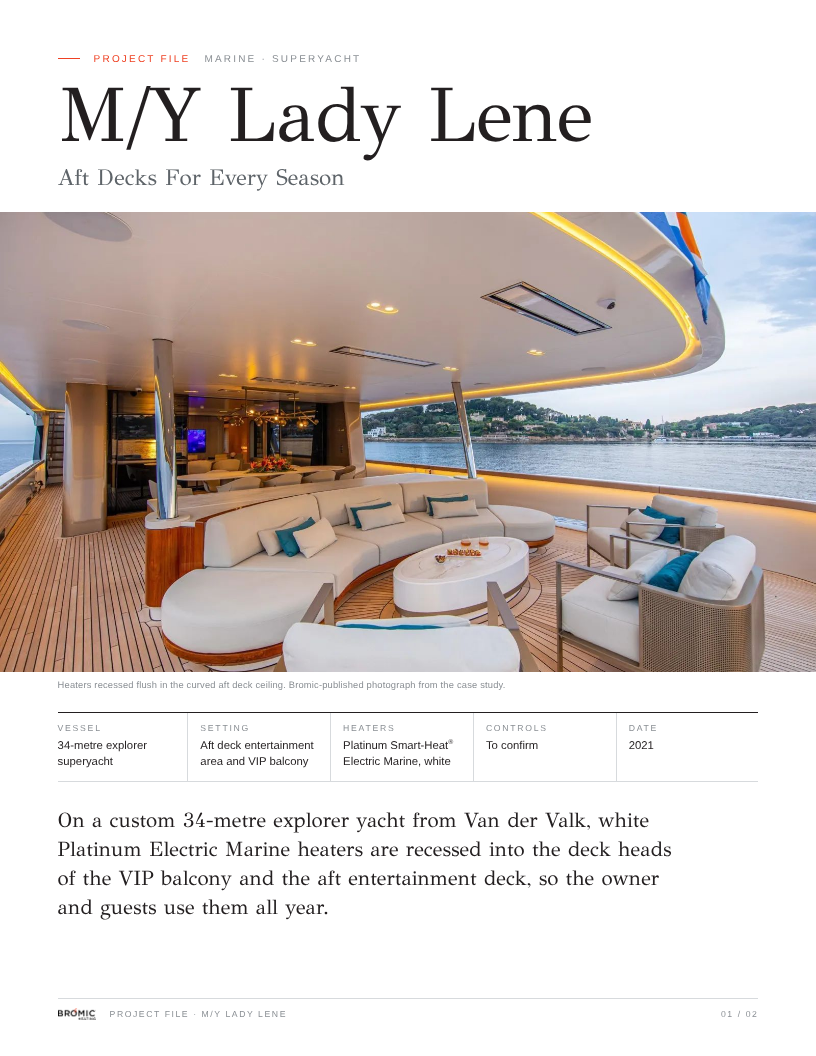 PROJECT FILE MARINE · SUPERYACHT
M/Y Lady Lene
Aft Decks For Every Season
Heaters recessed flush in the curved aft deck ceiling. Bromic-published photograph from the case study.
VESSEL
34-metre explorer
superyacht
SETTING
Aft deck entertainment
area and VIP balcony
HEATERS
Platinum Smart-Heat®
Electric Marine, white
CONTROLS
To confirm
DATE
2021
On a custom 34-metre explorer yacht from Van der Valk, white
Platinum Electric Marine heaters are recessed into the deck heads
of the VIP balcony and the aft entertainment deck, so the owner
and guests use them all year.
BROMIC
HEATING
PROJECT FILE · M/Y LADY LENE
01 / 02